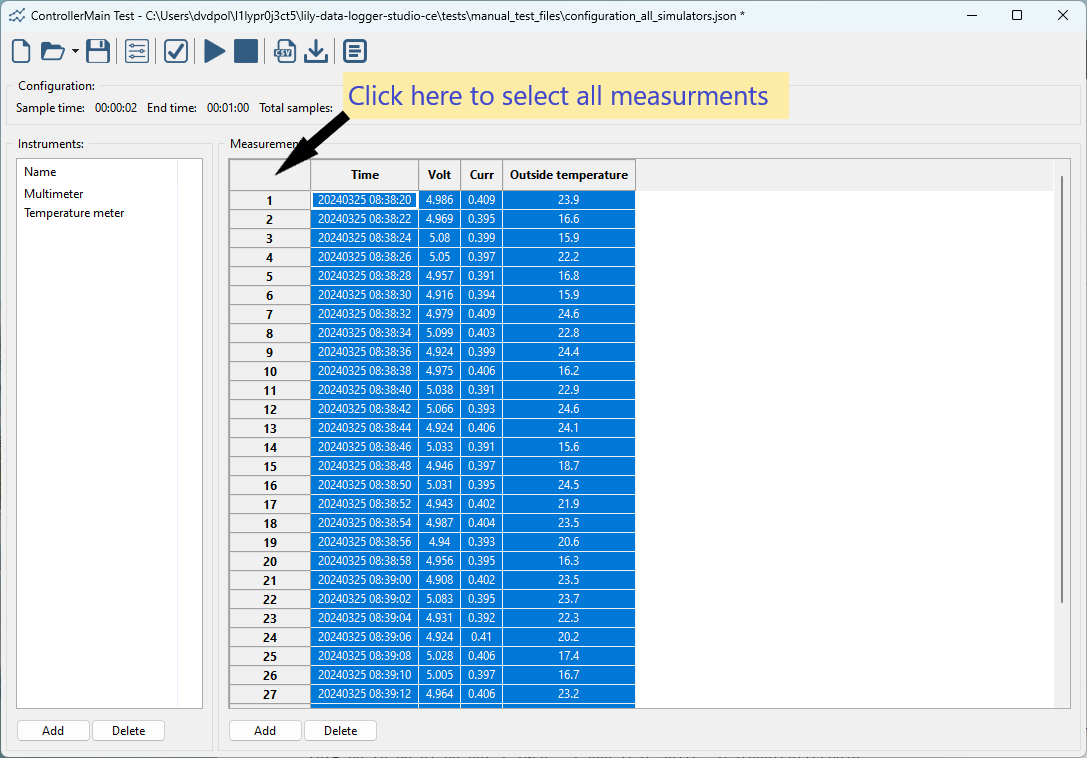 ControllerMain Test - C:\Users\dvdpol\l1lypr0j3ct5\lily-data-logger-studio-ce\tests\manual_test_files\configuration_all_simulators.json *
CSV
Configuration:
Sample time: 00:00:02 End time: 00:01:00 Total samples:
Click here to select all measurments
Instruments:
Name
Multimeter
Temperature meter
Add Delete
Measuremen
Time Volt Curr Outside temperature
1 20240325 08:38:20 4.986 0.409 23.9
2 20240325 08:38:22 4.969 0.395 16.6
3 20240325 08:38:24 5.08 0.399 15.9
4 20240325 08:38:26 5.05 0.397 22.2
5 20240325 08:38:28 4.957 0.391 16.8
6 20240325 08:38:30 4.916 0.394 15.9
7 20240325 08:38:32 4.979 0.409 24.6
8 20240325 08:38:34 5.099 0.403 22.8
9 20240325 08:38:36 4.924 0.399 24.4
10 20240325 08:38:38 4.975 0.406 16.2
11 20240325 08:38:40 5.038 0.391 22.9
12 20240325 08:38:42 5.066 0.393 24.6
13 20240325 08:38:44 4.924 0.406 24.1
14 20240325 08:38:46 5.033 0.391 15.6
15 20240325 08:38:48 4.946 0.397 18.7
16 20240325 08:38:50 5.031 0.395 24.5
17 20240325 08:38:52 4.943 0.402 21.9
18 20240325 08:38:54 4.987 0.404 23.5
19 20240325 08:38:56 4.94 0.393 20.6
20 20240325 08:38:58 4.956 0.395 16.3
21 20240325 08:39:00 4.908 0.402 23.5
22 20240325 08:39:02 5.083 0.395 23.7
23 20240325 08:39:04 4.931 0.392 22.3
24 20240325 08:39:06 4.924 0.41 20.2
25 20240325 08:39:08 5.028 0.406 17.4
26 20240325 08:39:10 5.005 0.397 16.7
27 20240325 08:39:12 4.964 0.406 23.2
Add Delete